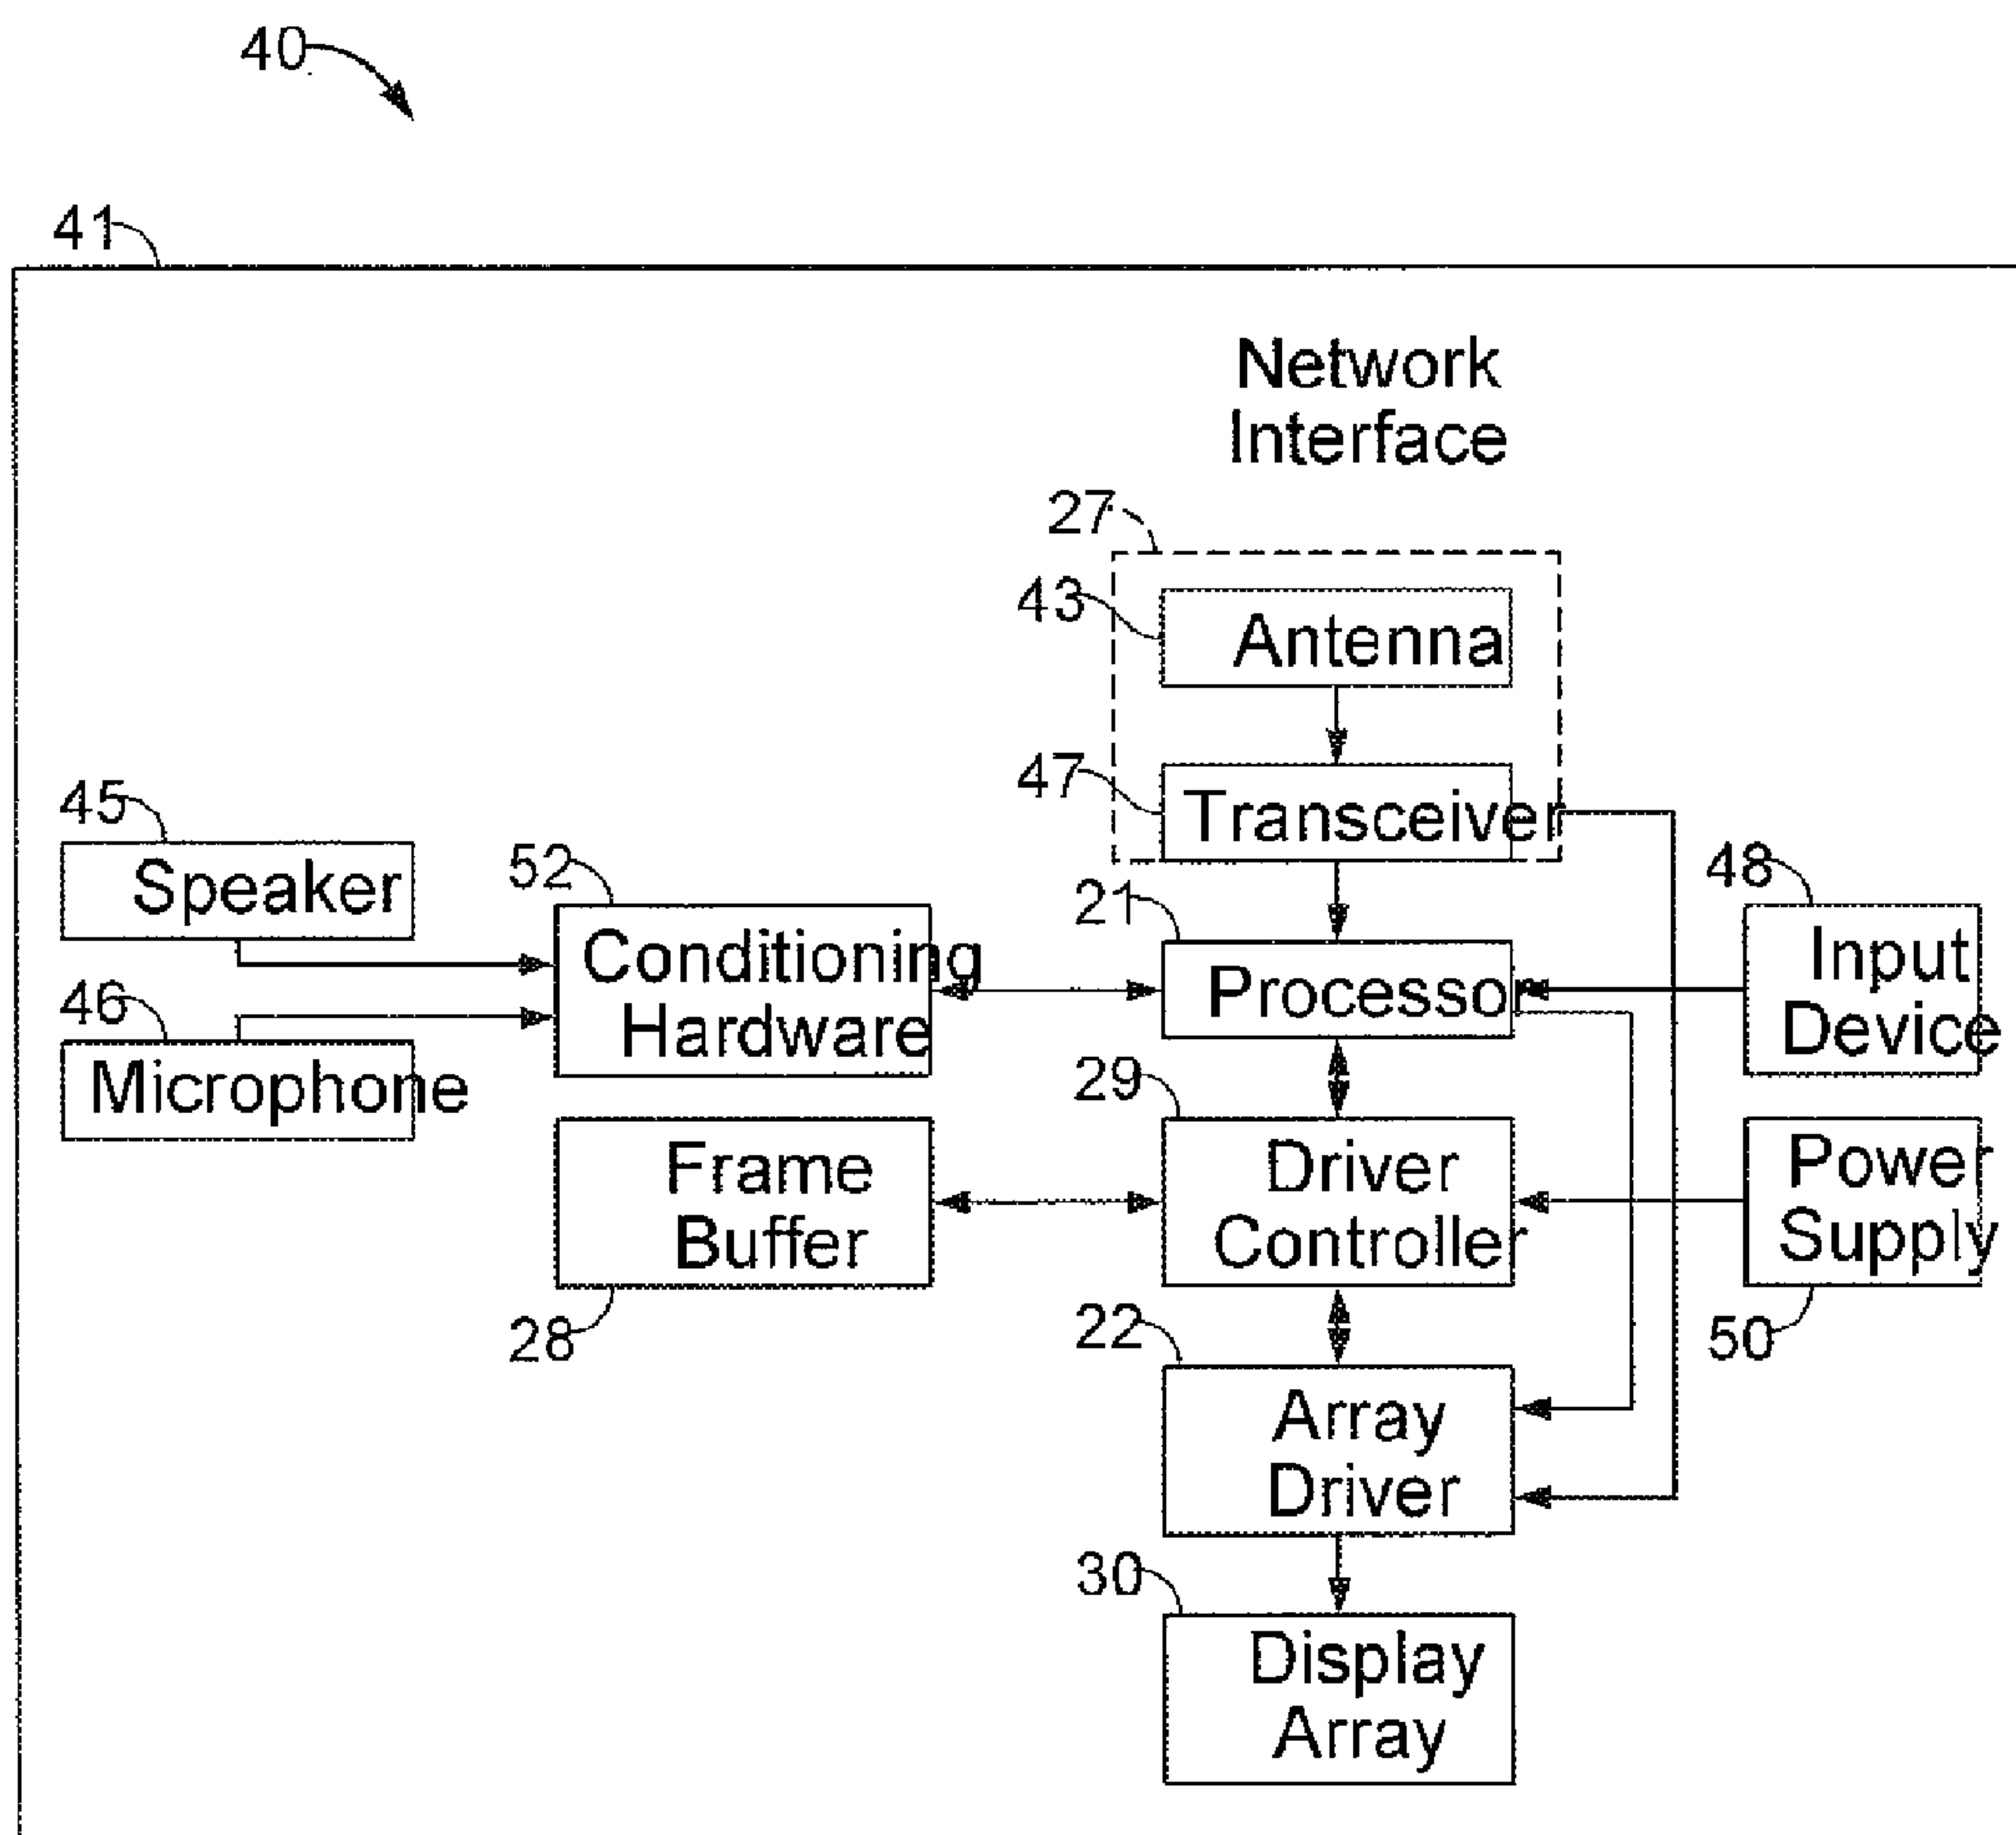 40
41
Network
Interface
27
43
Antenna
47
Transceiver
45
Speaker
52
Conditioning
Hardware
21
Processor
48
Input
Device
46
Microphone
29
Driver
Controller
Frame
Buffer
28
Power
Supply
50
22
Array
Driver
30
Display
Array